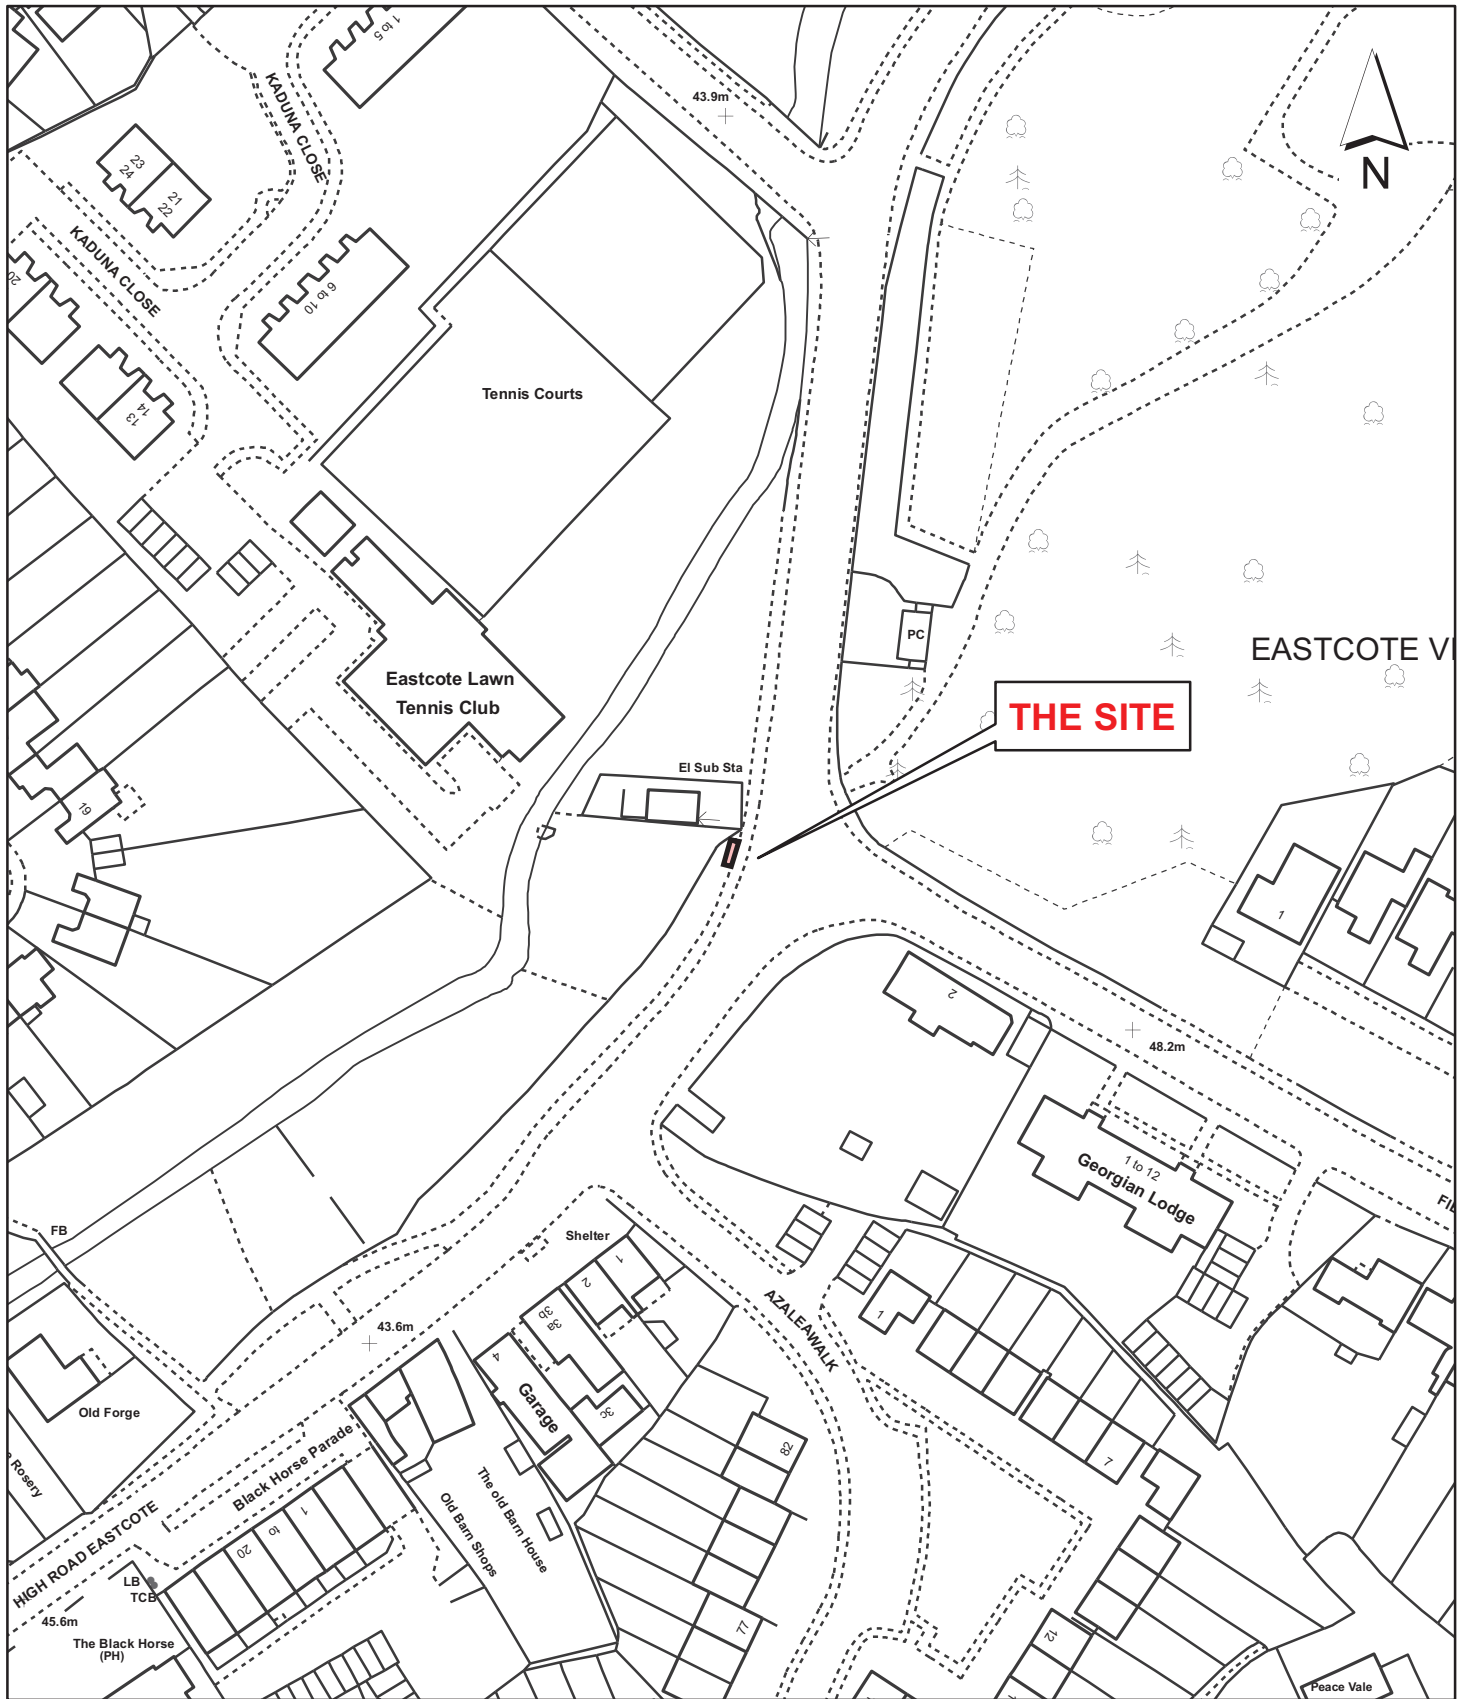 1 to 5
KADUNA CLOSE
43.9m
N
23
24
21
22
KADUNA CLOSE
20
6 to 10
13
14
Tennis Courts
PC
EASTCOTE VI
Eastcote Lawn
Tennis Club
THE SITE
El Sub Sta
19
1
2
48.2m
1 to 12
Georgian Lodge
FIE
FB
Shelter
1
2
3b
3a
43.6m
4
Garage
3c
AZALEA WALK
1
7
82
77
12
Old Forge
Rosery
Black Horse Parade
HIGH ROAD EASTCOTE
1
to
20
The old Barn House
Old Barn Shops
LB
TCB
45.6m
The Black Horse
(PH)
Peace Vale